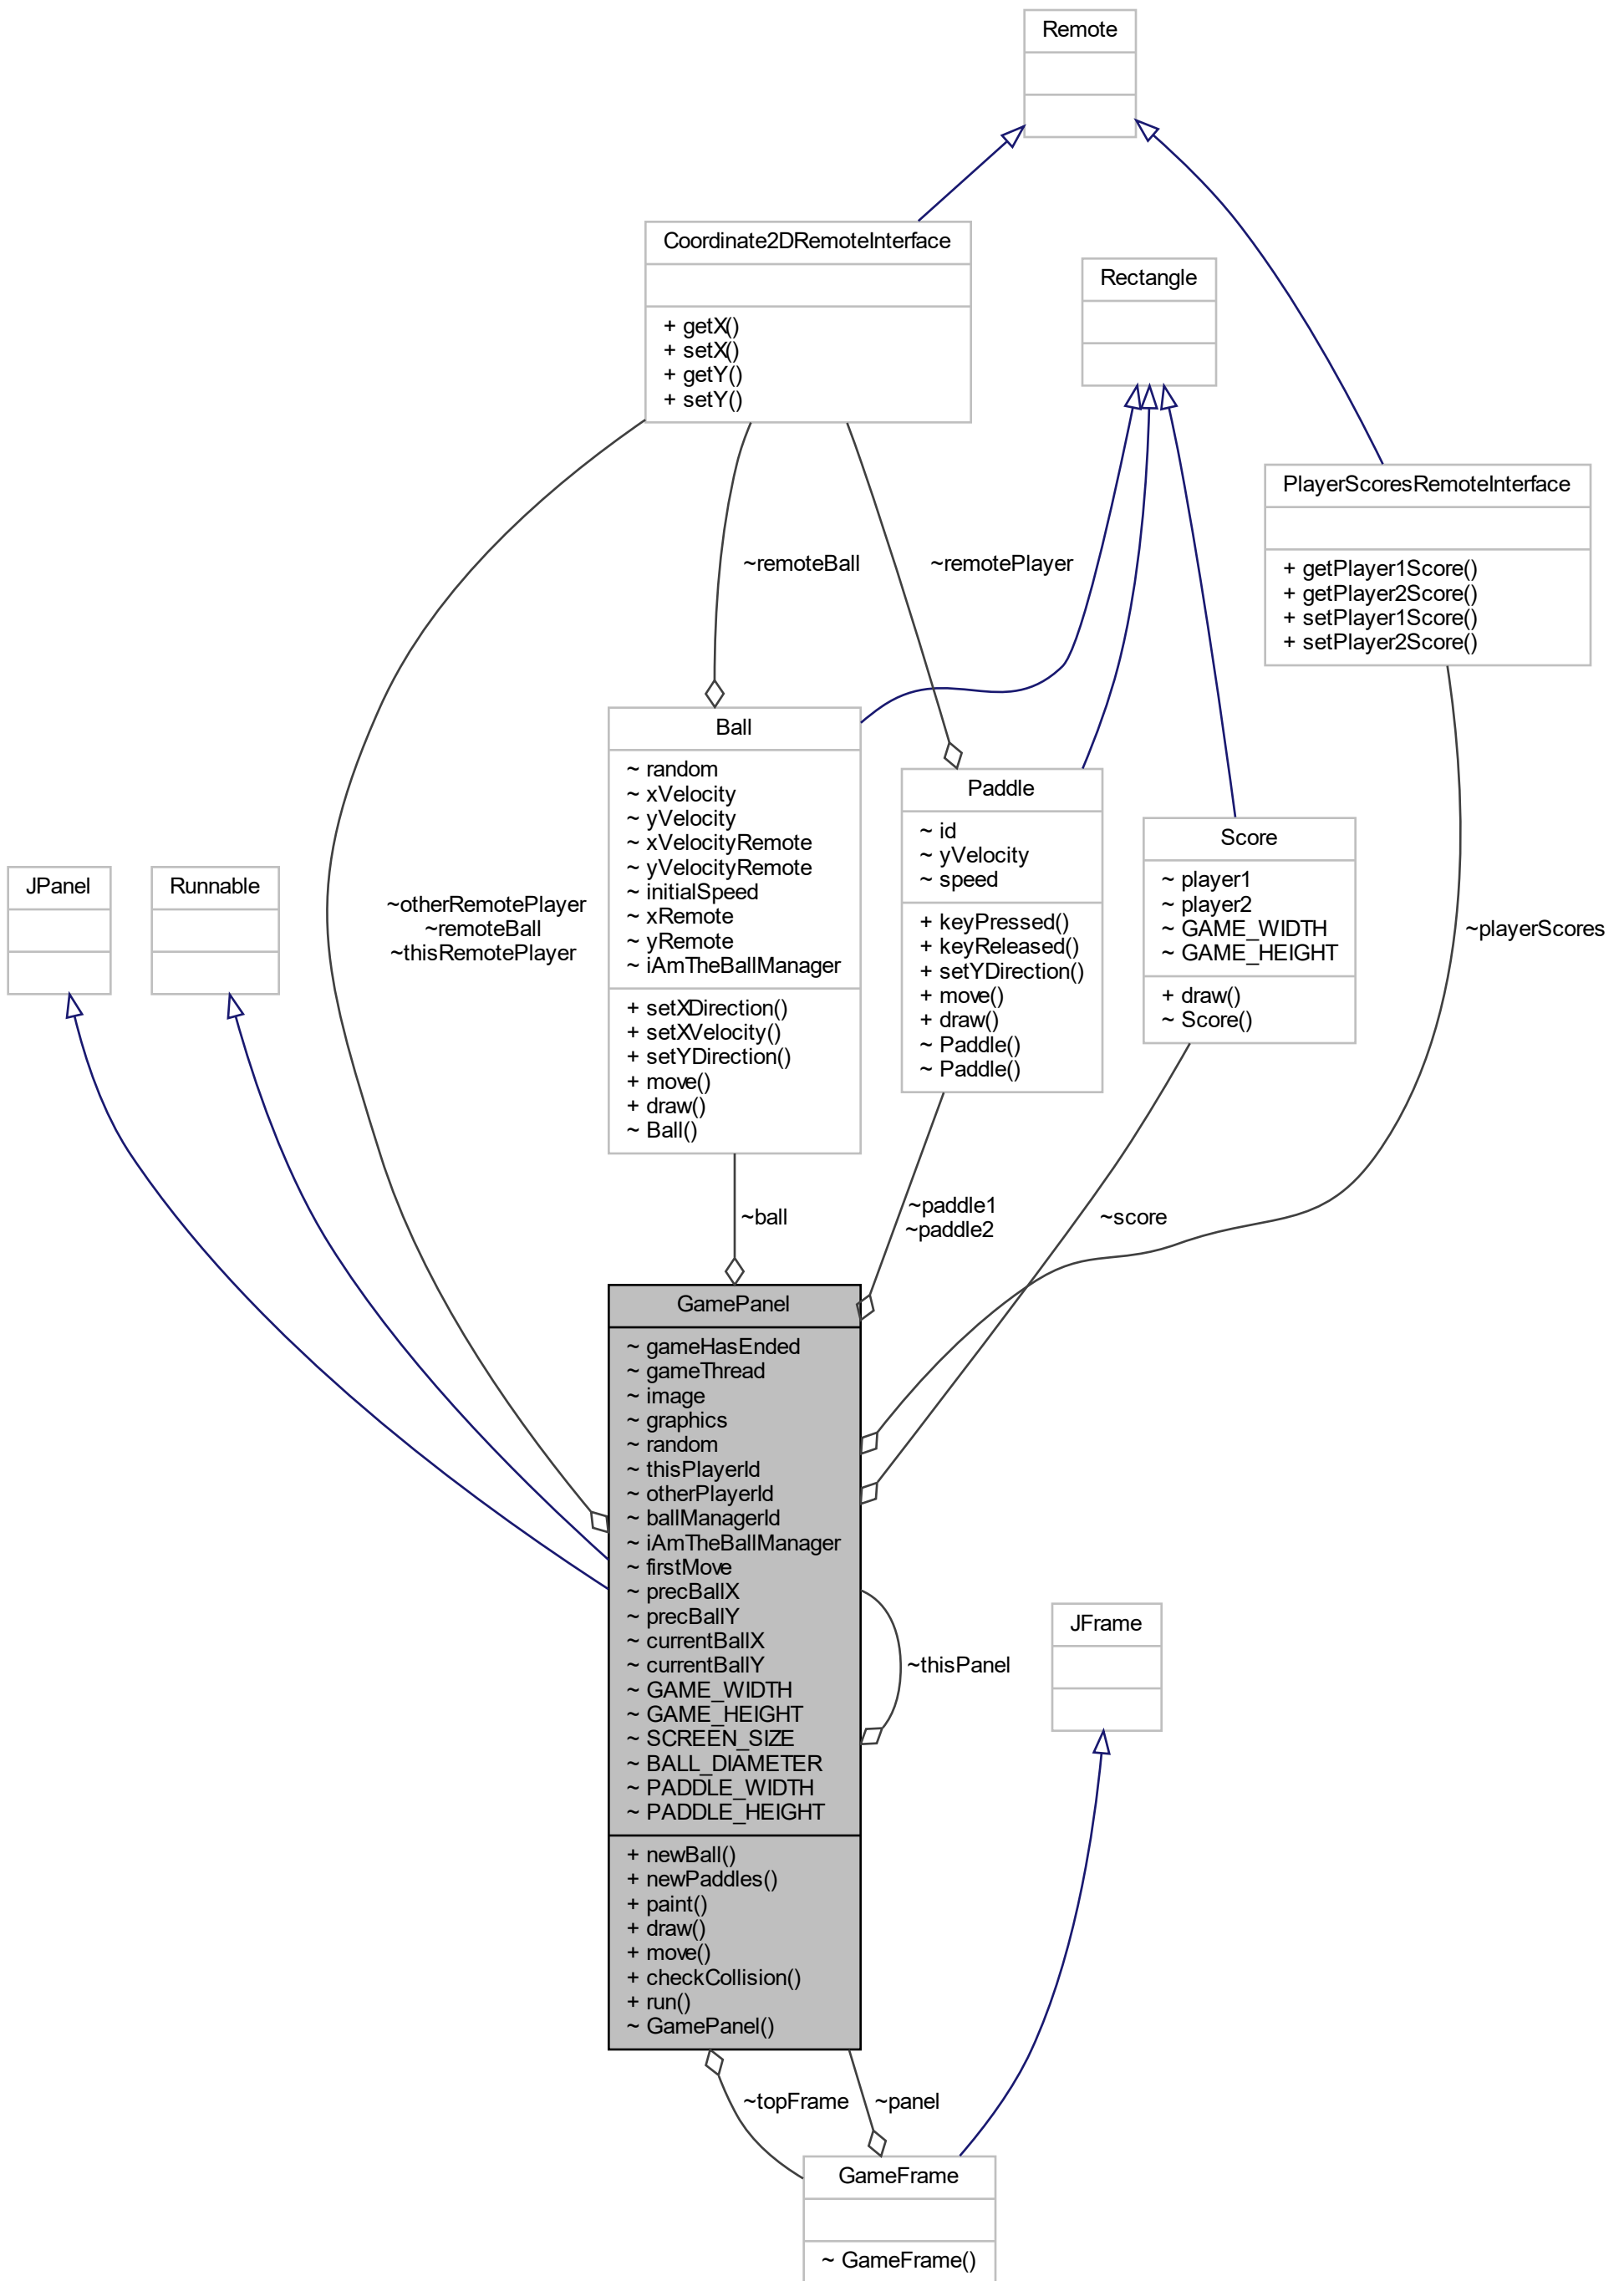 Remote
Coordinate2DRemoteInterface
+ getX()
+ setX()
+ getY()
+ setY()
Rectangle
PlayerScoresRemoteInterface
+ getPlayer1Score()
+ getPlayer2Score()
+ setPlayer1Score()
+ setPlayer2Score()
~remoteBall
~remotePlayer
Ball
~ random
~ xVelocity
~ yVelocity
~ xVelocityRemote
~ yVelocityRemote
~ initialSpeed
~ xRemote
~ yRemote
~ iAmTheBallManager
+ setXDirection()
+ setXVelocity()
+ setYDirection()
+ move()
+ draw()
~ Ball()
Paddle
~ id
~ yVelocity
~ speed
+ keyPressed()
+ keyReleased()
+ setYDirection()
+ move()
+ draw()
~ Paddle()
~ Paddle()
Score
~ player1
~ player2
~ GAME_WIDTH
~ GAME_HEIGHT
+ draw()
~ Score()
JPanel
Runnable
~otherRemotePlayer
~remoteBall
~thisRemotePlayer
~playerScores
~ball
~paddle1
~paddle2
~score
GamePanel
~ gameHasEnded
~ gameThread
~ image
~ graphics
~ random
~ thisPlayerId
~ otherPlayerId
~ ballManagerId
~ iAmTheBallManager
~ firstMove
~ precBallX
~ precBallY
~ currentBallX
~ currentBallY
~ GAME_WIDTH
~ GAME_HEIGHT
~ SCREEN_SIZE
~ BALL_DIAMETER
~ PADDLE_WIDTH
~ PADDLE_HEIGHT
+ newBall()
+ newPaddles()
+ paint()
+ draw()
+ move()
+ checkCollision()
+ run()
~ GamePanel()
~thisPanel
JFrame
~topFrame
~panel
GameFrame
~ GameFrame()